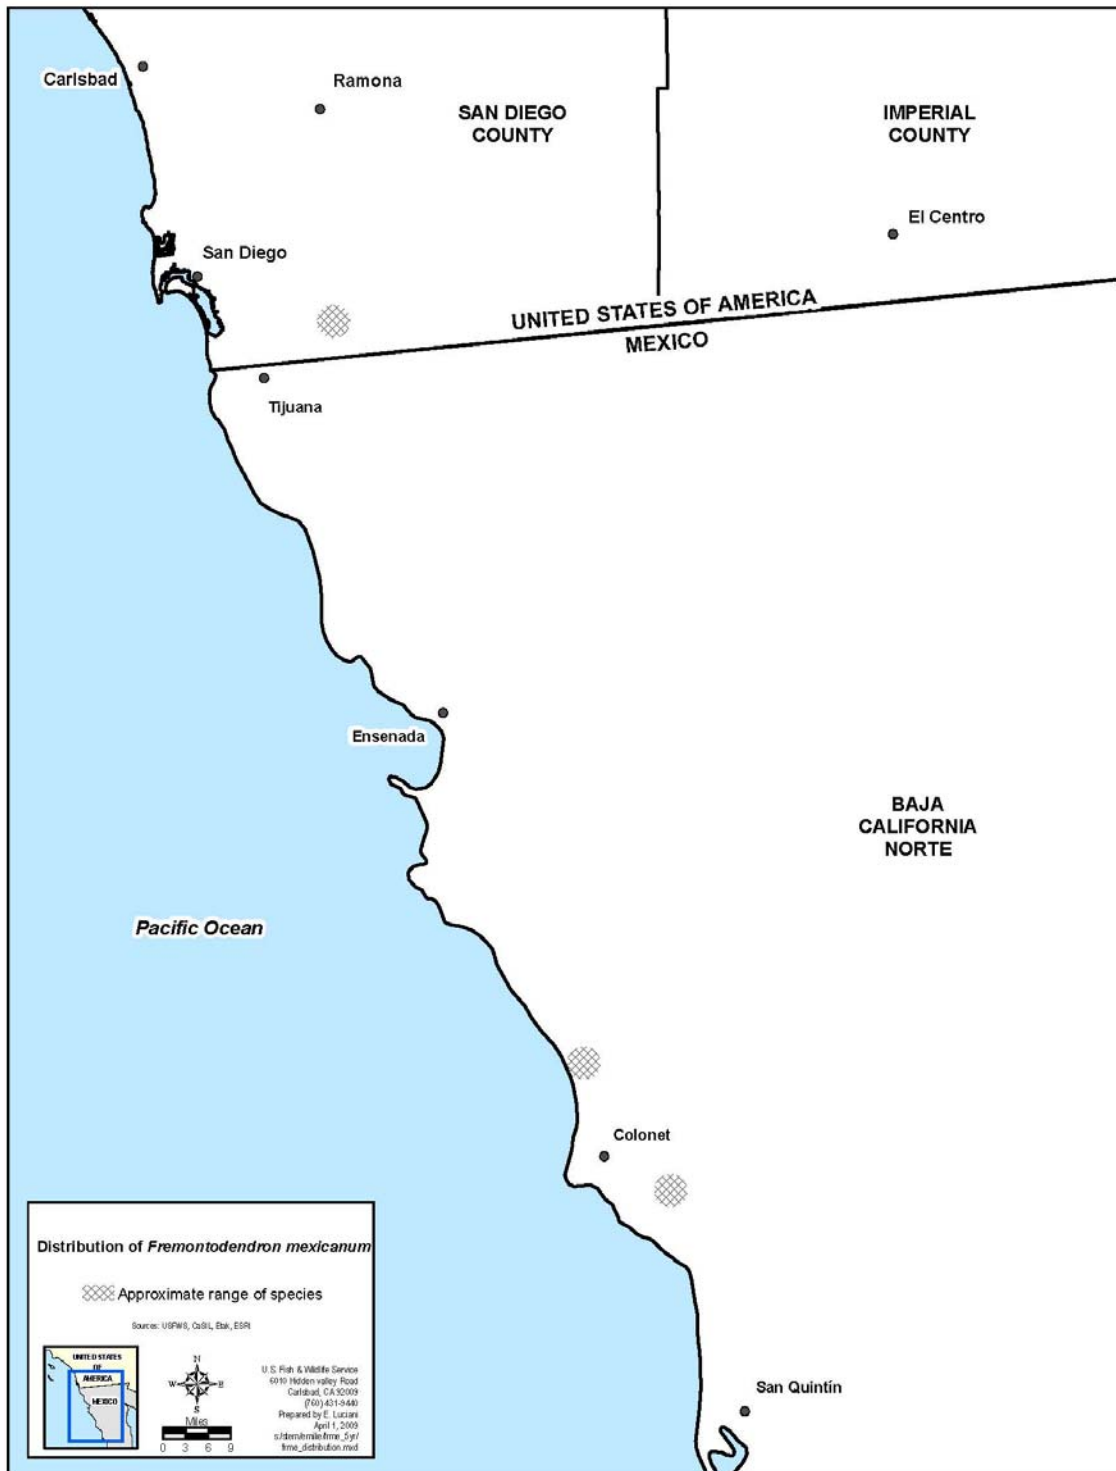 Carlsbad
Ramona
SAN DIEGO
COUNTY
IMPERIAL
COUNTY
El Centro
San Diego
UNITED STATES OF AMERICA
MEXICO
Tijuana
Ensenada
BAJA
CALIFORNIA
NORTE
Pacific Ocean
Colonet
San Quintín
Distribution of Fremontodendron mexicanum
Approximate range of species
Sources: USFWS, CaSIL, Etak, ESRI
UNITED STATES
OF
AMERICA
MEXICO
N
W E
S
Miles
0 3 6 9
U.S. Fish & Wildlife Service
6010 Hidden valley Road
Carlsbad, CA 92009
(760) 431-9440
Prepared by E. Luciani
April 1, 2009
frme_distribution.mxd